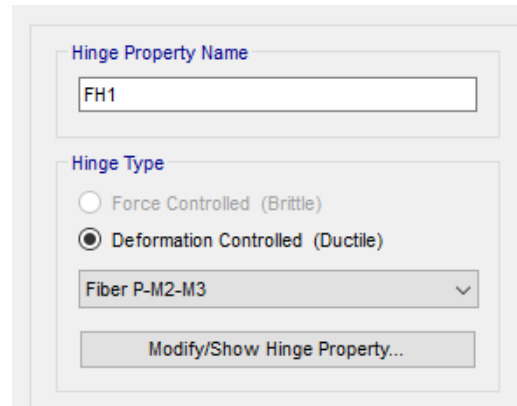 Hinge Property Name
FH1
Hinge Type
Force Controlled (Brittle)
Deformation Controlled (Ductile)
Fiber P-M2-M3
Modify/Show Hinge Property...